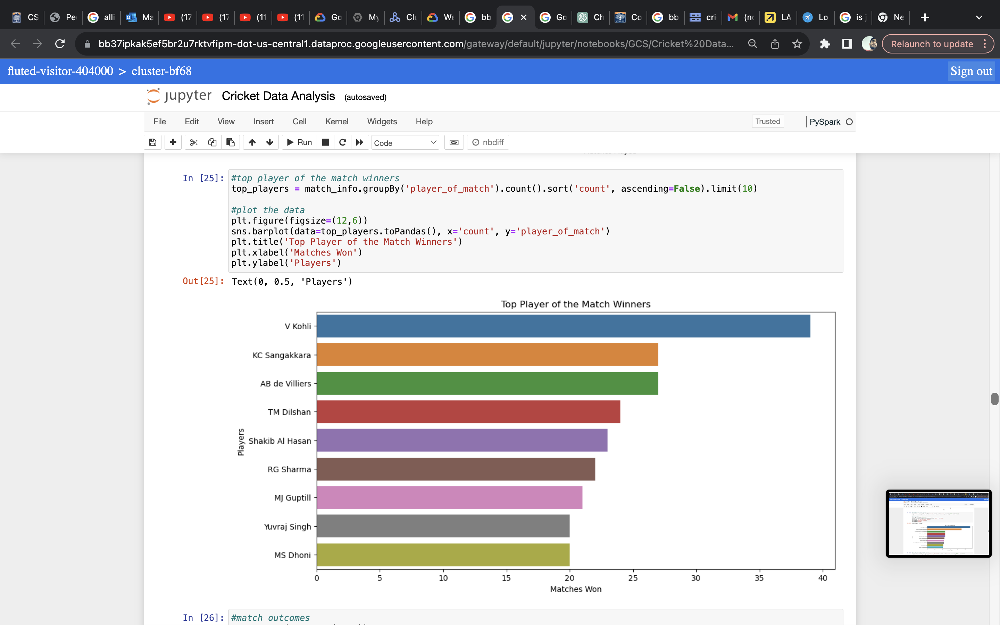 CS Pe alli Ma (17 (17 (11 (11 Go My Clu We bb Go Ch Co bb cri (no LA Lo is j Ne
bb37ipkak5ef5br2u7rktvfipm-dot-us-central1.dataproc.googleusercontent.com/gateway/default/jupyter/notebooks/GCS/Cricket%20Data... Relaunch to update
fluted-visitor-404000 > cluster-bf68 Sign out
jupyter Cricket Data Analysis (autosaved)
File Edit View Insert Cell Kernel Widgets Help Trusted PySpark
Run Code nbdiff
In [25]: #top player of the match winners
top_players = match_info.groupBy('player_of_match').count().sort('count', ascending=False).limit(10)
#plot the data
plt.figure(figsize=(12,6))
sns.barplot(data=top_players.toPandas(), x='count', y='player_of_match')
plt.title('Top Player of the Match Winners')
plt.xlabel('Matches Won')
plt.ylabel('Players')
Out[25]: Text(0, 0.5, 'Players')
Top Player of the Match Winners
Players
V Kohli
KC Sangakkara
AB de Villiers
TM Dilshan
Shakib Al Hasan
RG Sharma
MJ Guptill
Yuvraj Singh
MS Dhoni
0 5 10 15 20 25 30 35 40
Matches Won
In [26]: #match outcomes